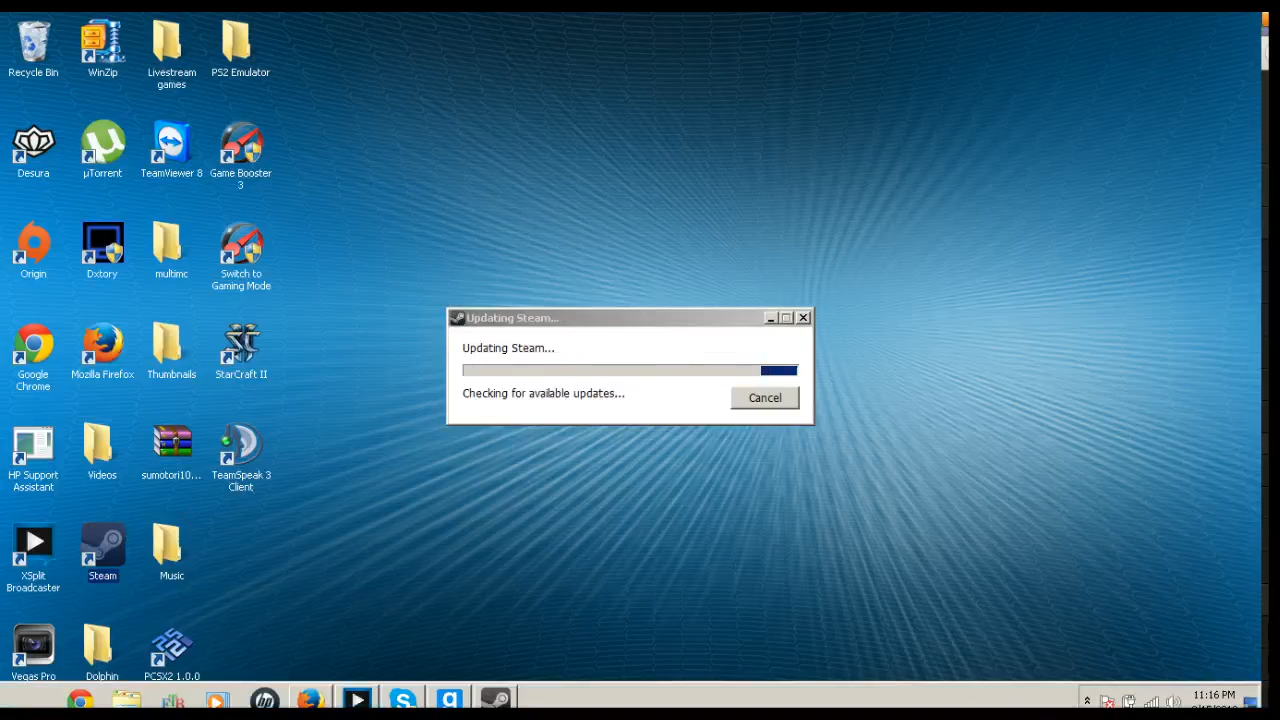 Recycle Bin
WinZip
Livestream
games
PS2 Emulator
Desura
µTorrent
TeamViewer 8
Game Booster
3
Origin
Dxtory
multimc
Switch to
Gaming Mode
Google
Chrome
Mozilla Firefox
Thumbnails
StarCraft II
HP Support
Assistant
Videos
sumotori10...
TeamSpeak 3
Client
XSplit
Broadcaster
Steam
Music
Vegas Pro
Dolphin
PCSX2 1.0.0
Updating Steam...
Updating Steam...
Checking for available updates...
Cancel
11:16 PM